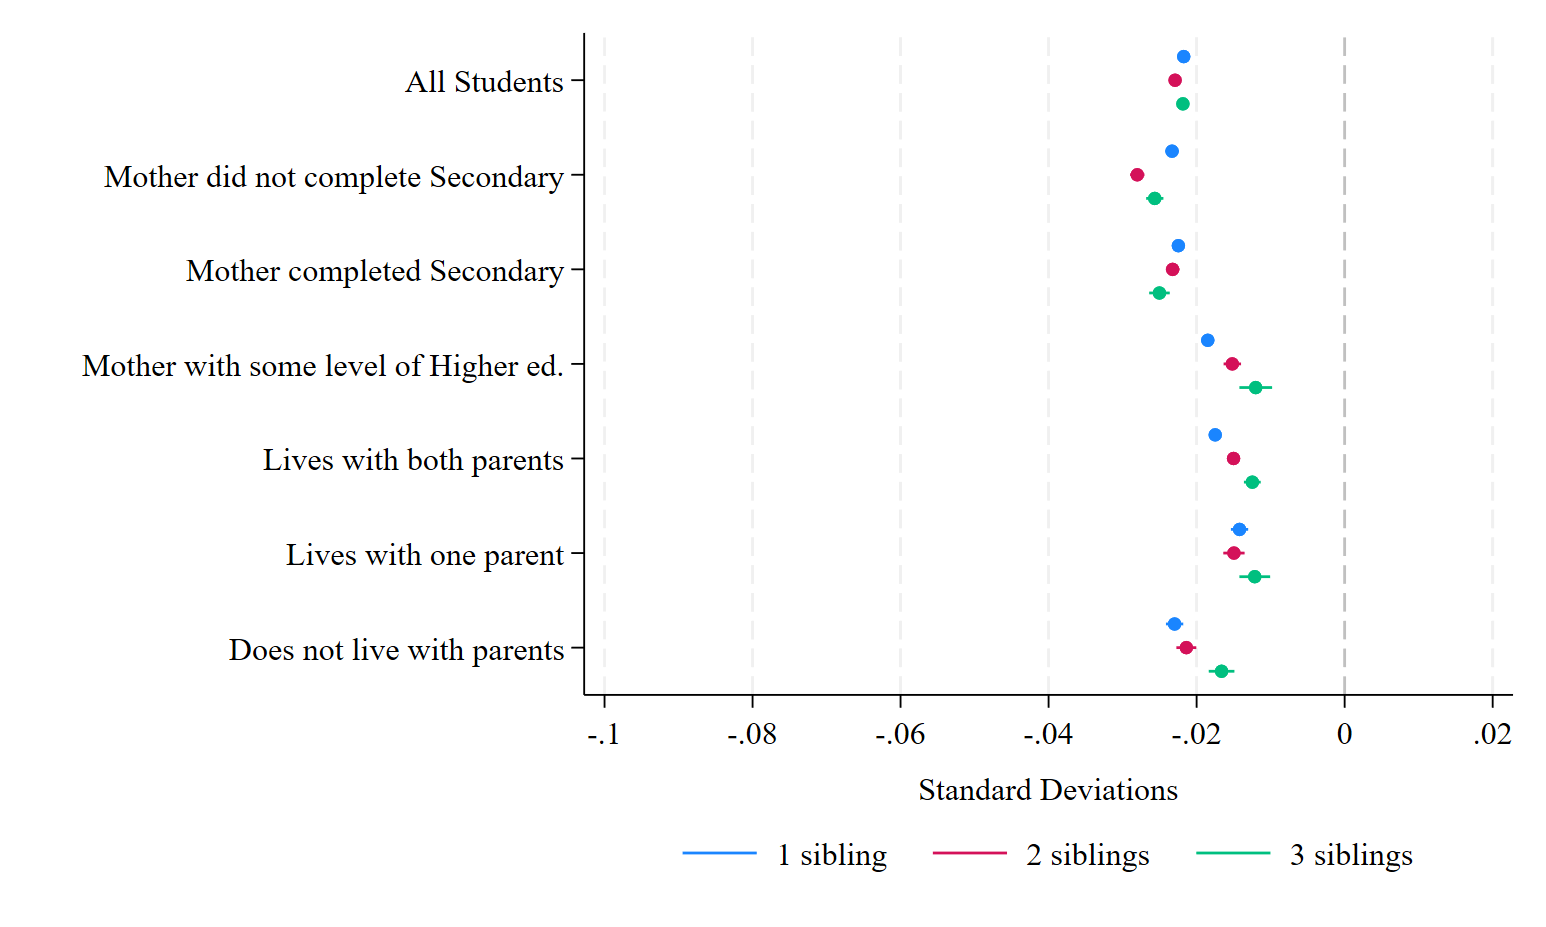 All Students
Mother did not complete Secondary
Mother completed Secondary
Mother with some level of Higher ed.
Lives with both parents
Lives with one parent
Does not live with parents
-.1 -.08 -.06 -.04 -.02 0 .02
Standard Deviations
1 sibling 2 siblings 3 siblings